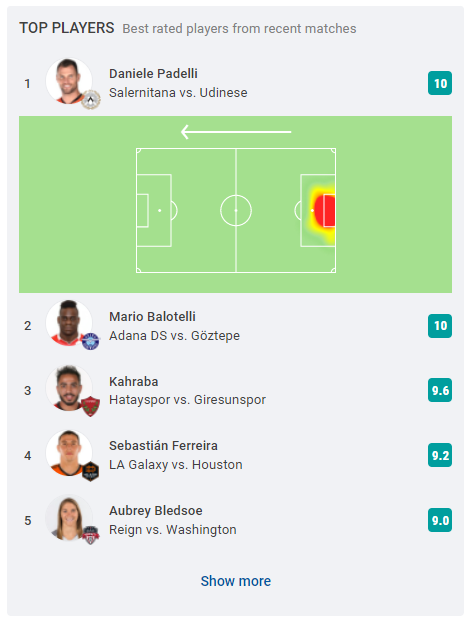 TOP PLAYERS Best rated players from recent matches
1 Daniele Padelli 10
Salernitana vs. Udinese
2 Mario Balotelli 10
Adana DS vs. Göztepe
3 Kahraba 9.6
Hatayspor vs. Giresunspor
4 Sebastián Ferreira 9.2
LA Galaxy vs. Houston
5 Aubrey Bledsoe 9.0
Reign vs. Washington
Show more